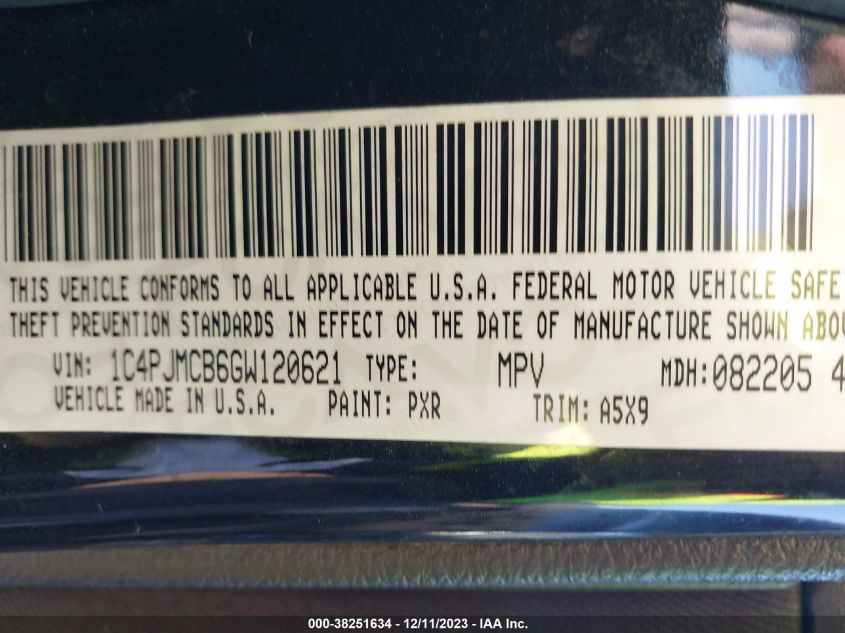 THIS VEHICLE CONFORMS TO ALL APPLICABLE U.S.A. FEDERAL MOTOR VEHICLE SAFE
THEFT PREVENTION STANDARDS IN EFFECT ON THE DATE OF MANUFACTURE SHOWN ABOV
VIN: 1C4PJMCB6GW120621 TYPE: MPV MDH:082205 4
VEHICLE MADE IN U.S.A. PAINT: PXR TRIM: A5X9
000-38251634 - 12/11/2023 - IAA Inc.